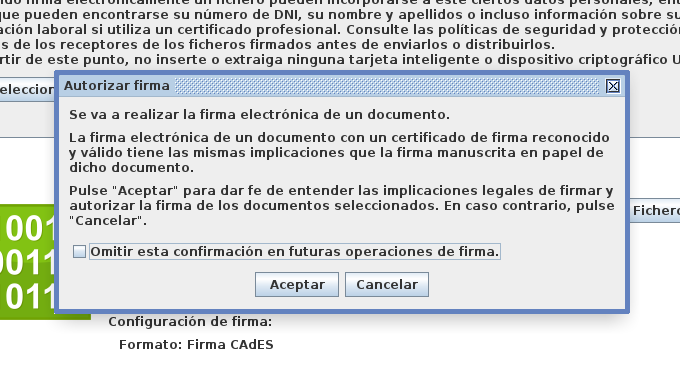 que pueden encontrarse su número de DNI, su nombre y apellidos o incluso información sobre su
ación laboral si utiliza un certificado profesional. Consulte las políticas de seguridad y protecció
s de los receptores de los ficheros firmados antes de enviarlos o distribuirlos.
rtir de este punto, no inserte o extraiga ninguna tarjeta inteligente o dispositivo criptográfico U
eleccior
Autorizar firma
Se va a realizar la firma electrónica de un documento.
La firma electrónica de un documento con un certificado de firma reconocido
y válido tiene las mismas implicaciones que la firma manuscrita en papel de
dicho documento.
Pulse "Aceptar" para dar fe de entender las implicaciones legales de firmar y
autorizar la firma de los documentos seleccionados. En caso contrario, pulse
"Cancelar".
Omitir esta confirmación en futuras operaciones de firma.
Aceptar Cancelar
Fichero
1001
0011
1011
Configuración de firma:
Formato: Firma CAdES